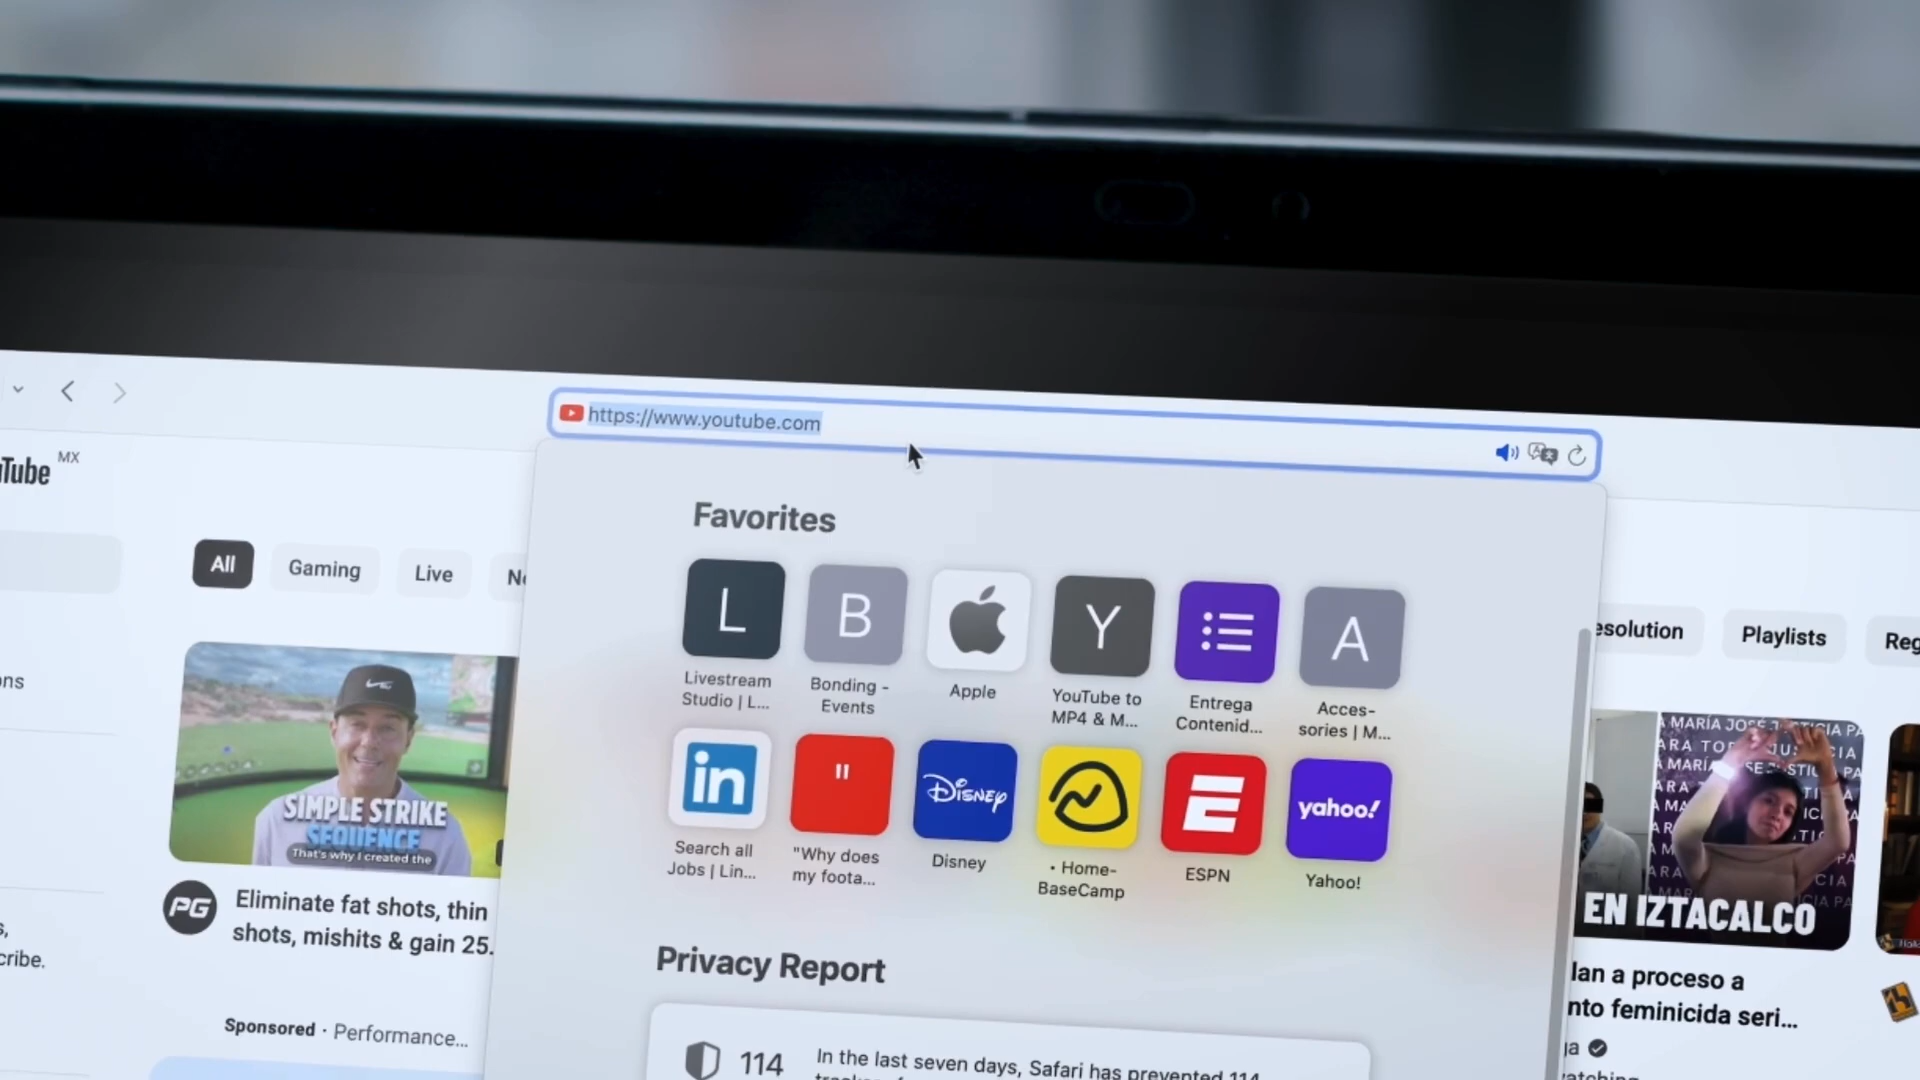 https://www.youtube.com
Tube MX
All
Gaming
Live
Playlists
Favorites
L
B
Y
A
Livestream
Studio | L...
Bonding -
Events
Apple
YouTube to
MP4 & M...
Entrega
Contenid...
Acces-
sories | M...
in
"
Disney
E
yahoo!
Search all
Jobs | Lin...
"Why does
my foota...
Disney
• Home-
BaseCamp
ESPN
Yahoo!
SIMPLE STRIKE
SEQUENCE
That's why I created the
PG
Eliminate fat shots, thin
shots, mishits & gain 25.
Sponsored · Performance...
cribe.
EN IZTACALCO
lan a proceso a
nto feminicida seri...
Privacy Report
114
In the last seven days, Safari has prevented 114